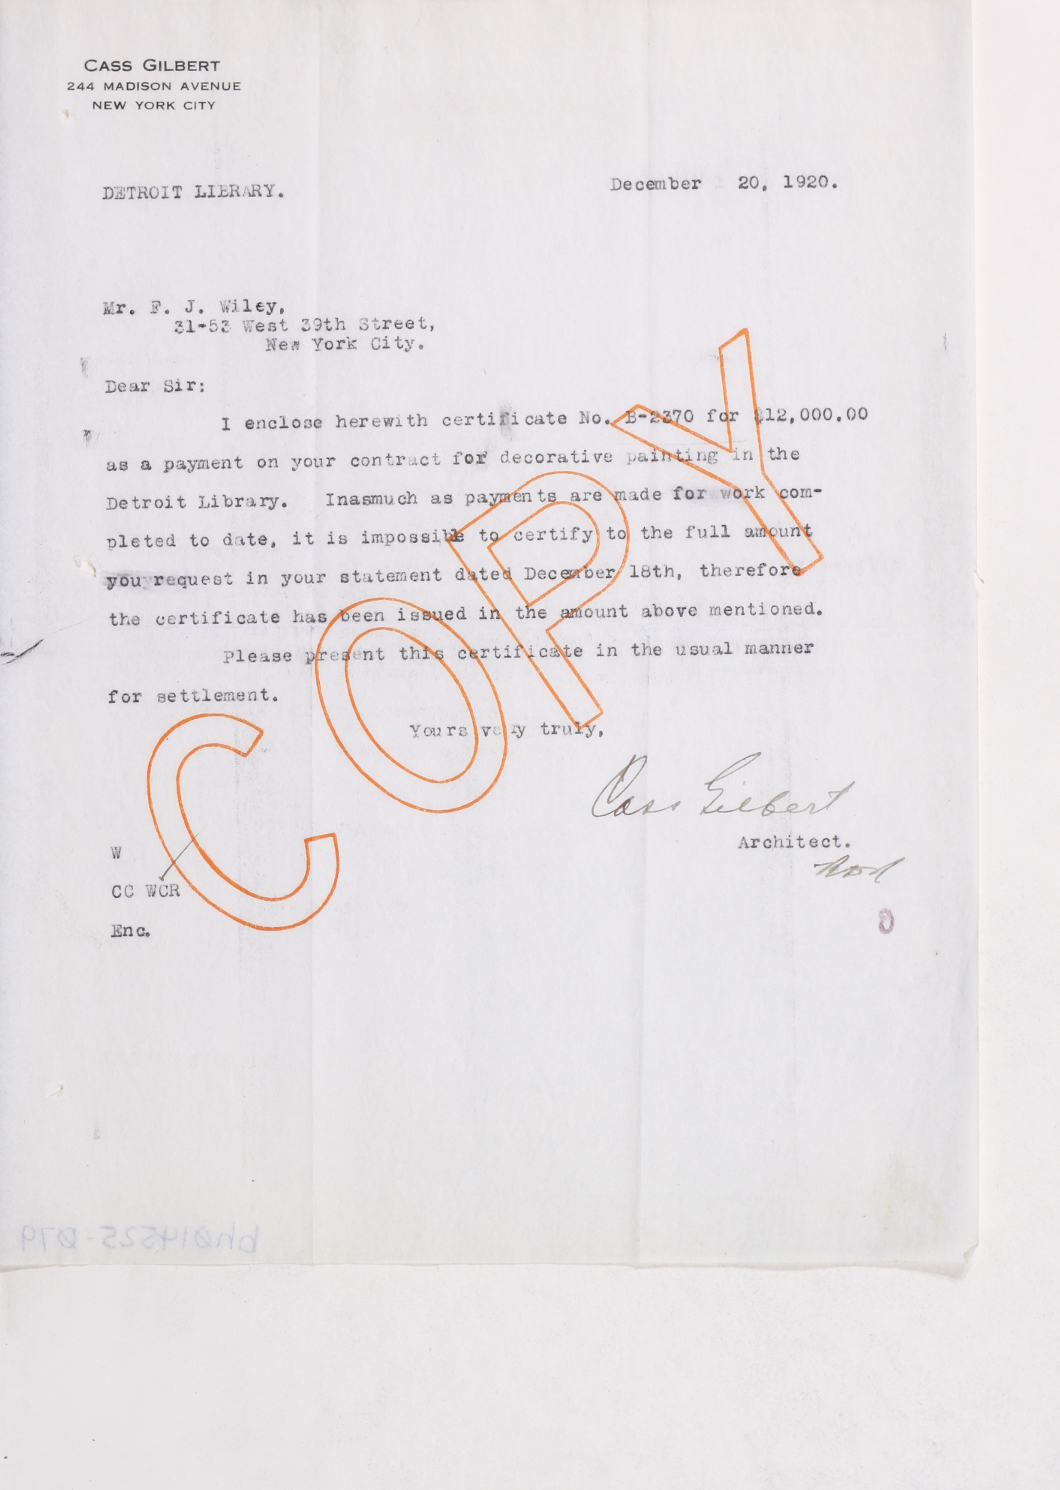 CASS GILBERT
244 MADISON AVENUE
NEW YORK CITY
DETROIT LIBRARY.
December 20, 1920.
Mr. F. J. Wiley,
31-53 West 39th Street,
New York City.
Dear Sir:
I enclose herewith certificate No. B-2370 for $12,000.00
as a payment on your contract for decorative painting in the
Detroit Library. Inasmuch as payments are made for work com-
pleted to date, it is impossible to certify to the full amount
you request in your statement dated December 18th, therefore
the certificate has been issued in the amount above mentioned.
Please present this certificate in the usual manner
for settlement.
Yours very truly,
Cass Gilbert
Architect.
W
CC WCR
Enc.
COPY
bh014525-079